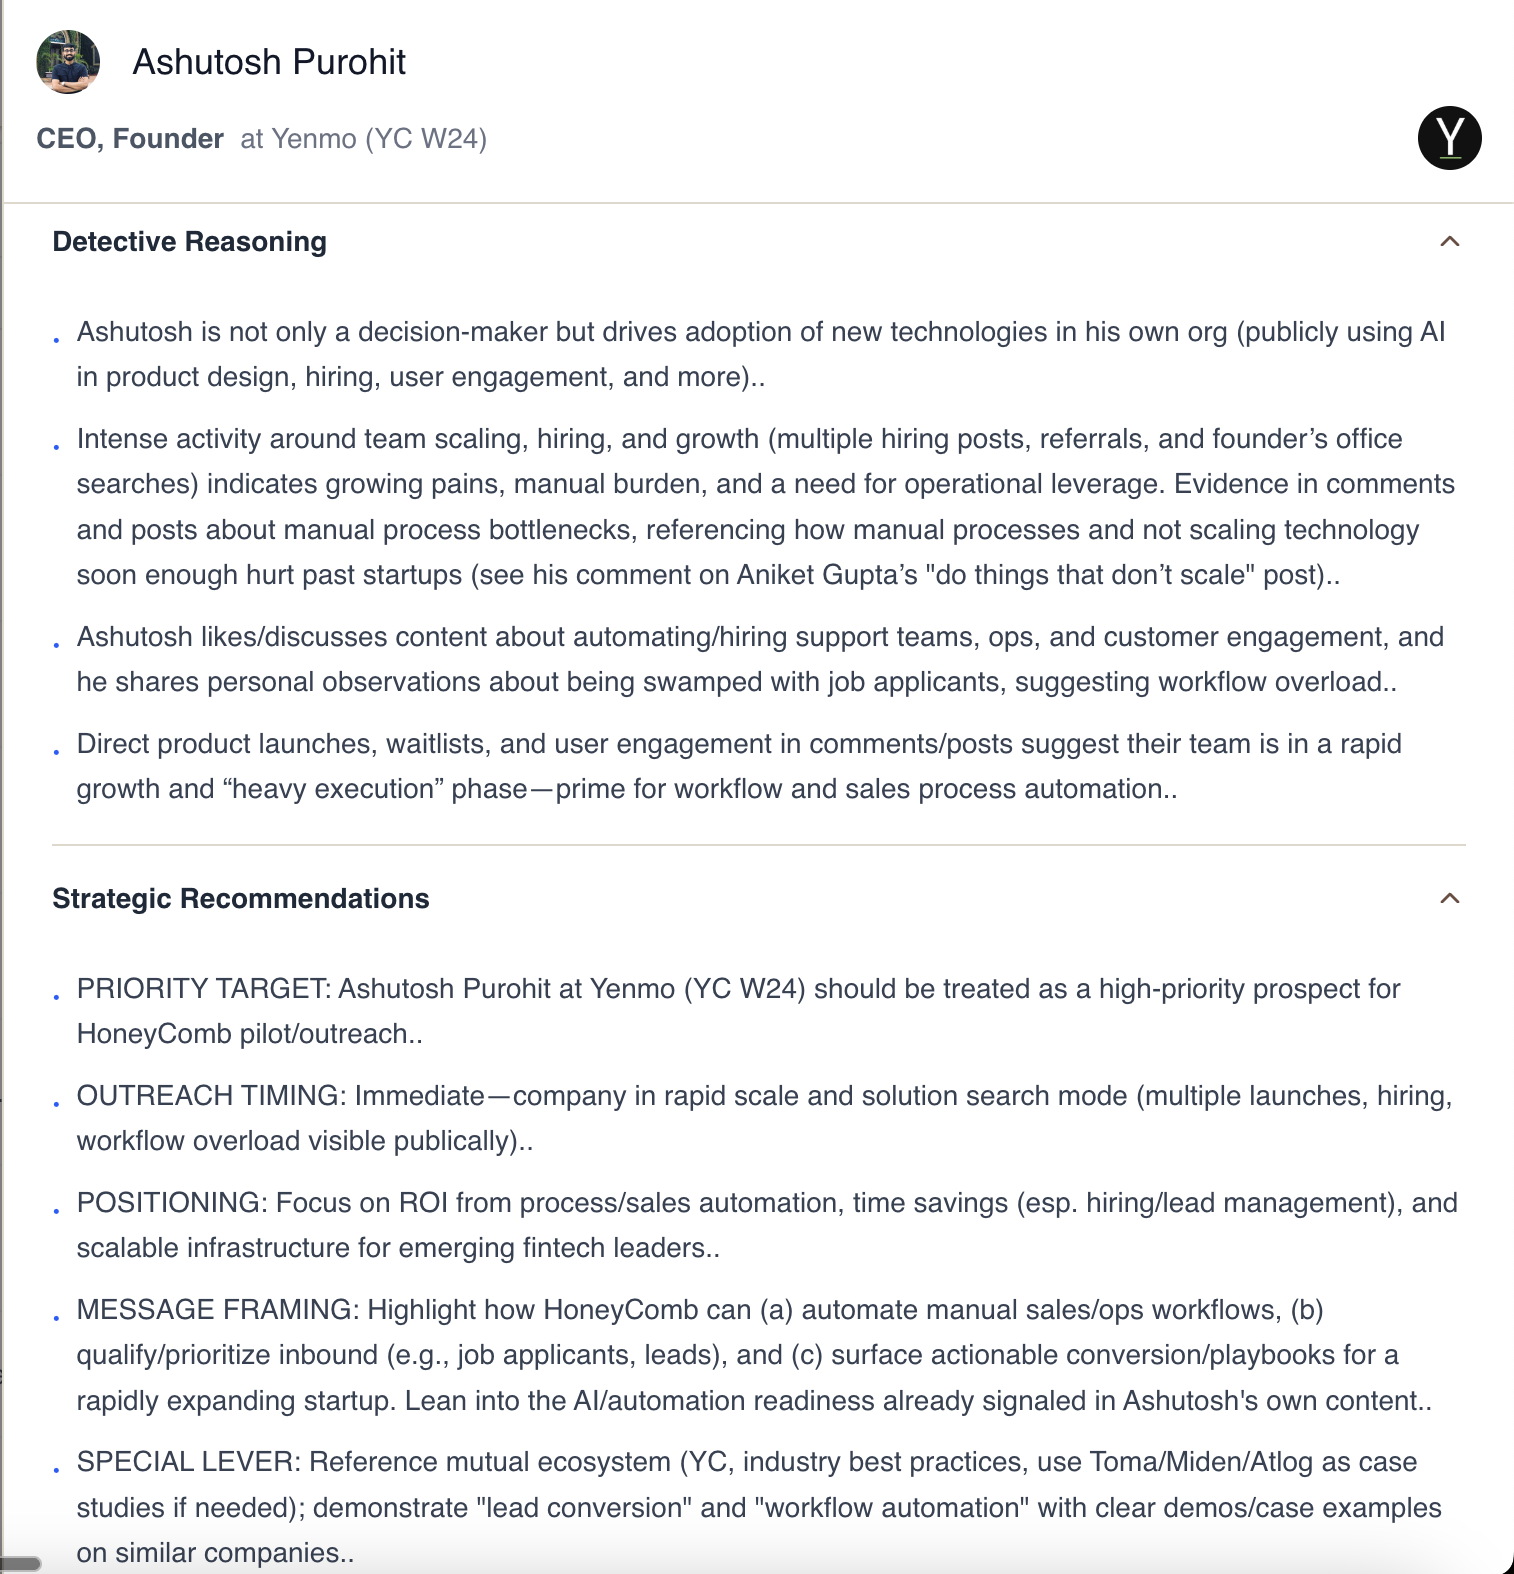 Ashutosh Purohit
CEO, Founder at Yenmo (YC W24)
Y
Detective Reasoning
Ashutosh is not only a decision-maker but drives adoption of new technologies in his own org (publicly using AI
in product design, hiring, user engagement, and more)..
Intense activity around team scaling, hiring, and growth (multiple hiring posts, referrals, and founder’s office
searches) indicates growing pains, manual burden, and a need for operational leverage. Evidence in comments
and posts about manual process bottlenecks, referencing how manual processes and not scaling technology
soon enough hurt past startups (see his comment on Aniket Gupta’s "do things that don’t scale" post)..
Ashutosh likes/discusses content about automating/hiring support teams, ops, and customer engagement, and
he shares personal observations about being swamped with job applicants, suggesting workflow overload..
Direct product launches, waitlists, and user engagement in comments/posts suggest their team is in a rapid
growth and “heavy execution” phase—prime for workflow and sales process automation..
Strategic Recommendations
PRIORITY TARGET: Ashutosh Purohit at Yenmo (YC W24) should be treated as a high-priority prospect for
HoneyComb pilot/outreach..
OUTREACH TIMING: Immediate—company in rapid scale and solution search mode (multiple launches, hiring,
workflow overload visible publically)..
POSITIONING: Focus on ROI from process/sales automation, time savings (esp. hiring/lead management), and
scalable infrastructure for emerging fintech leaders..
MESSAGE FRAMING: Highlight how HoneyComb can (a) automate manual sales/ops workflows, (b)
qualify/prioritize inbound (e.g., job applicants, leads), and (c) surface actionable conversion/playbooks for a
rapidly expanding startup. Lean into the AI/automation readiness already signaled in Ashutosh's own content..
SPECIAL LEVER: Reference mutual ecosystem (YC, industry best practices, use Toma/Miden/Atlog as case
studies if needed); demonstrate "lead conversion" and "workflow automation" with clear demos/case examples
on similar companies..